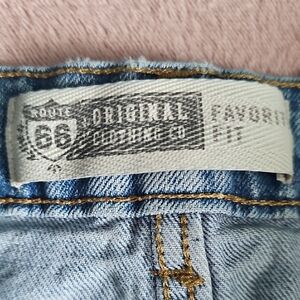 ROUTE
66
ORIGINAL
CLOTHING CO
FAVORITE
FIT